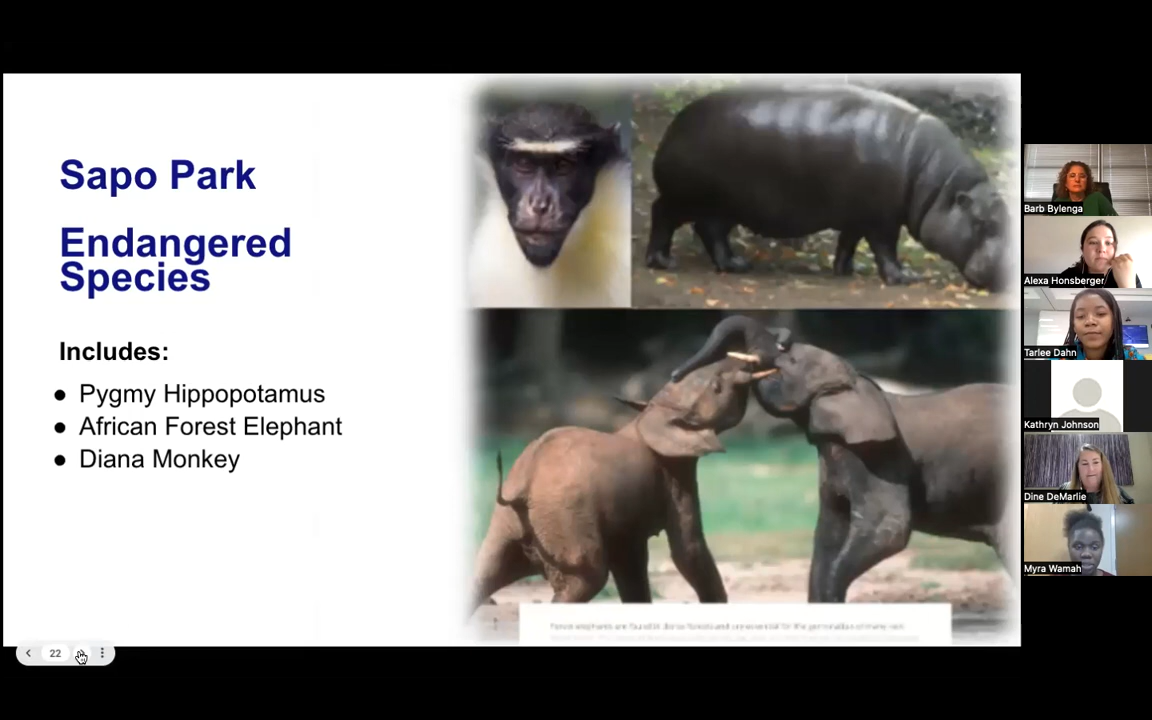 Sapo Park
Endangered
Species
Includes:
● Pygmy Hippopotamus
● African Forest Elephant
● Diana Monkey
22
Barb Bylenga
Alexa Honsberger
Tarlee Dahn
Kathryn Johnson
Dine DeMarlie
Myra Wamah